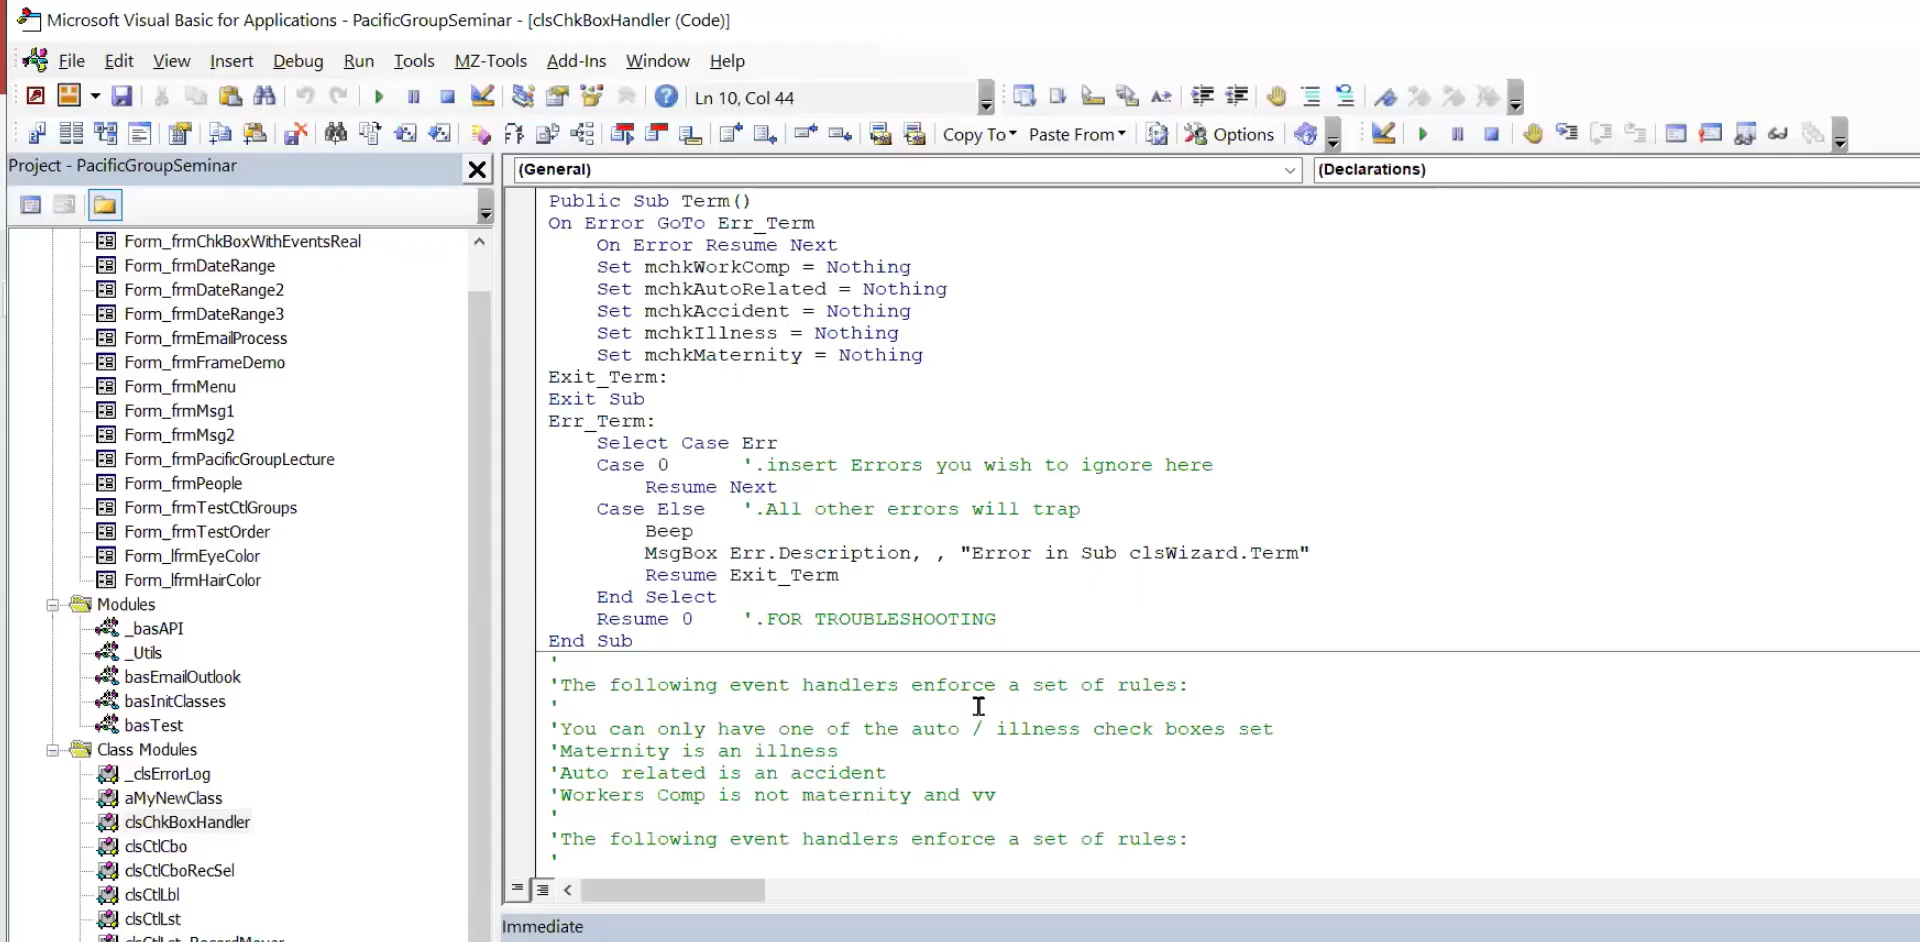 Microsoft Visual Basic for Applications - PacificGroupSeminar - [clsChkBoxHandler (Code)]
File Edit View Insert Debug Run Tools MZ-Tools Add-Ins Window Help
Ln 10, Col 44
Copy To Paste From Options
Project - PacificGroupSeminar
Form_frmChkBoxWithEventsReal
Form_frmDateRange
Form_frmDateRange2
Form_frmDateRange3
Form_frmEmailProcess
Form_frmFrameDemo
Form_frmMenu
Form_frmMsg1
Form_frmMsg2
Form_frmPacificGroupLecture
Form_frmPeople
Form_frmTestCtlGroups
Form_frmTestOrder
Form_lfrmEyeColor
Form_lfrmHairColor
Modules
_basAPI
_Utils
basEmailOutlook
basInitClasses
basTest
Class Modules
_clsErrorLog
aMyNewClass
clsChkBoxHandler
clsCtlCbo
clsCtlCboRecSel
clsCtlLbl
clsCtlLst
clsCtlLst_RecordMover
(General) (Declarations)
Public Sub Term()
On Error GoTo Err_Term
On Error Resume Next
Set mchkWorkComp = Nothing
Set mchkAutoRelated = Nothing
Set mchkAccident = Nothing
Set mchkIllness = Nothing
Set mchkMaternity = Nothing
Exit_Term:
Exit Sub
Err_Term:
Select Case Err
Case 0 '.insert Errors you wish to ignore here
Resume Next
Case Else '.All other errors will trap
Beep
MsgBox Err.Description, , "Error in Sub clsWizard.Term"
Resume Exit_Term
End Select
Resume 0 '.FOR TROUBLESHOOTING
End Sub
'
'The following event handlers enforce a set of rules:
'
'You can only have one of the auto / illness check boxes set
'Maternity is an illness
'Auto related is an accident
'Workers Comp is not maternity and vv
'
'The following event handlers enforce a set of rules:
'
Immediate